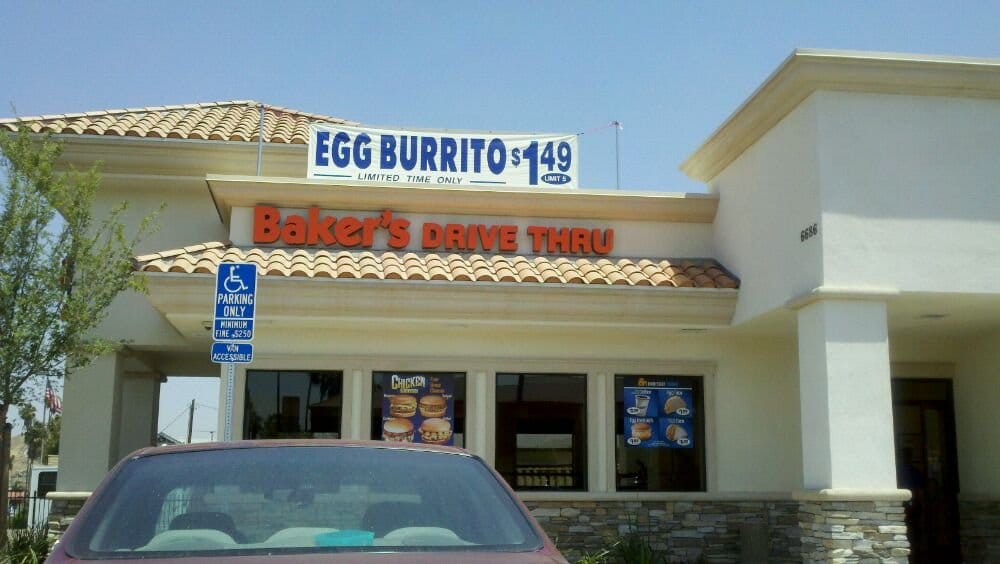 EGG BURRITO $1.49
LIMITED TIME ONLY
LIMIT 5
Baker's DRIVE THRU
6686
PARKING
ONLY
MINIMUM
FINE $250
VAN
ACCESSIBLE
CHICKEN